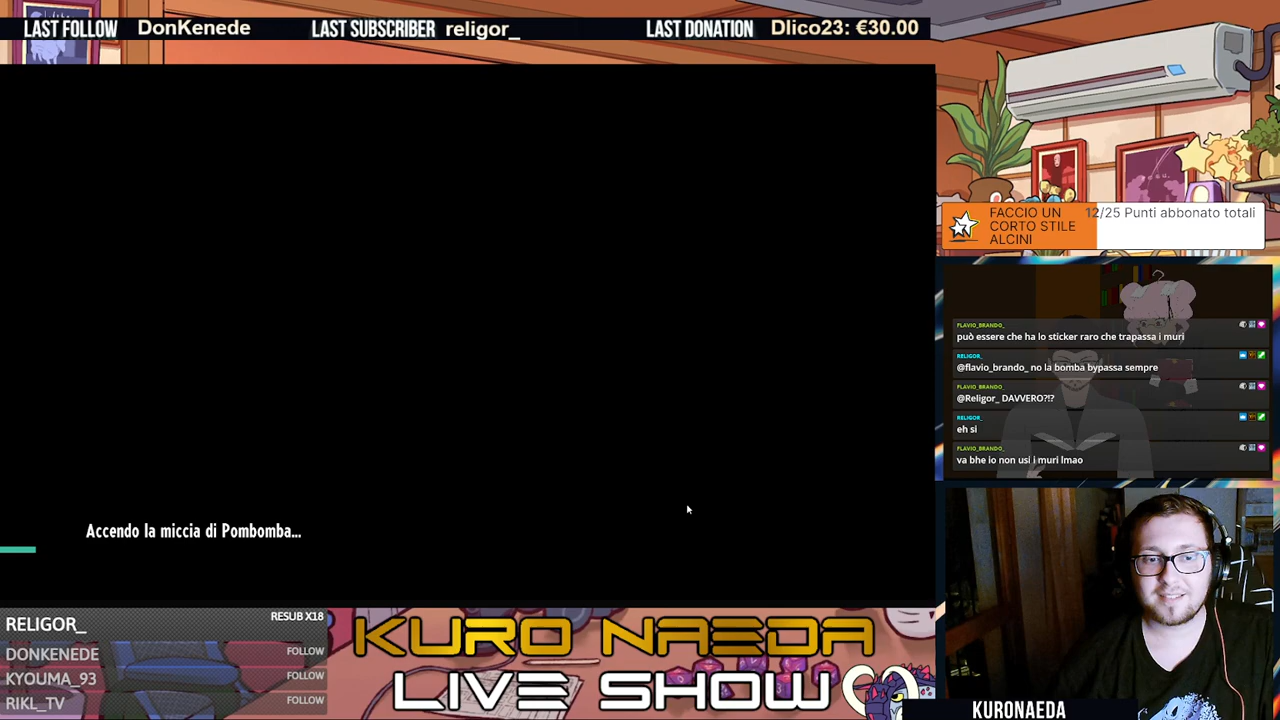 LAST FOLLOW DonKenede LAST SUBSCRIBER religor_ LAST DONATION Dlico23: €30.00
FACCIO UN CORTO STILE ALCINI
12/25 Punti abbonato totali
FLAVIO_BRANDO_
può essere che ha lo sticker raro che trapassa i muri
RELIGOR_
@flavio_brando_ no la bomba bypassa sempre
FLAVIO_BRANDO_
@Religor_ DAVVERO?!?
RELIGOR_
eh si
FLAVIO_BRANDO_
va bhe io non usi i muri lmao
Accendo la miccia di Pombomba...
RELIGOR_ RESUB X18
DONKENEDE FOLLOW
KYOUMA_93 FOLLOW
RIKL_TV FOLLOW
KURO NAEDA
LIVE SHOW
KURONAEDA